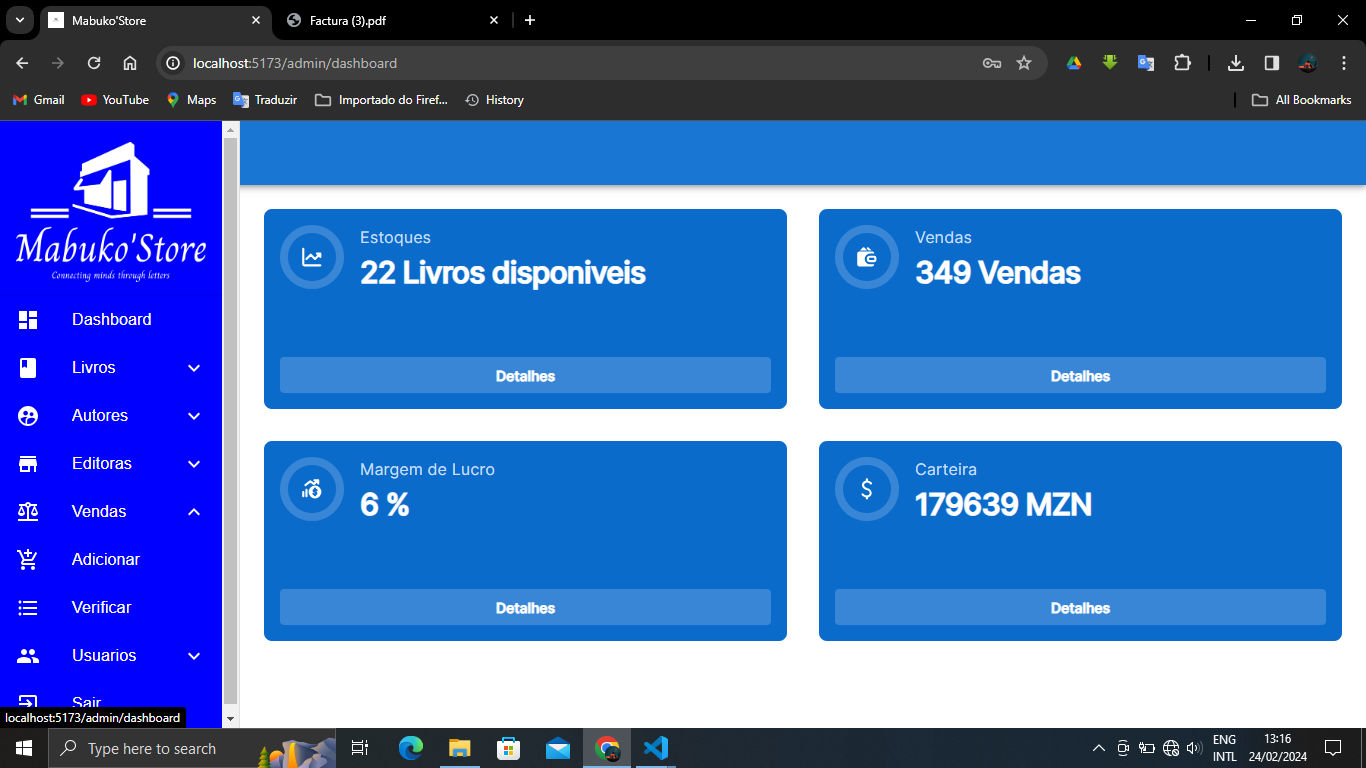 Mabuko'Store
Factura (3).pdf
localhost:5173/admin/dashboard
Gmail
YouTube
Maps
Traduzir
Importado do Firef...
History
All Bookmarks
Mabuko'Store
Connecting minds through letters
Dashboard
Livros
Autores
Editoras
Vendas
Adicionar
Verificar
Usuarios
Sair
localhost:5173/admin/dashboard
Estoques
22 Livros disponiveis
Detalhes
Vendas
349 Vendas
Detalhes
Margem de Lucro
6 %
Detalhes
Carteira
179639 MZN
Detalhes
Type here to search
ENG
INTL
13:16
24/02/2024